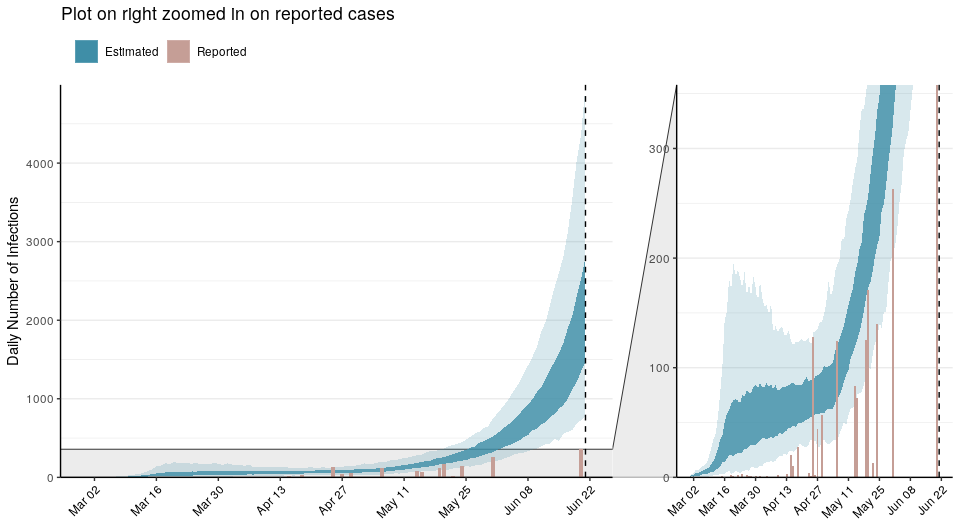 Plot on right zoomed in on reported cases
Estimated Reported
Daily Number of Infections
4000
3000
2000
1000
0
Mar 02 Mar 16 Mar 30 Apr 13 Apr 27 May 11 May 25 Jun 08 Jun 22
300
200
100
0
Mar 02 Mar 16 Mar 30 Apr 13 Apr 27 May 11 May 25 Jun 08 Jun 22